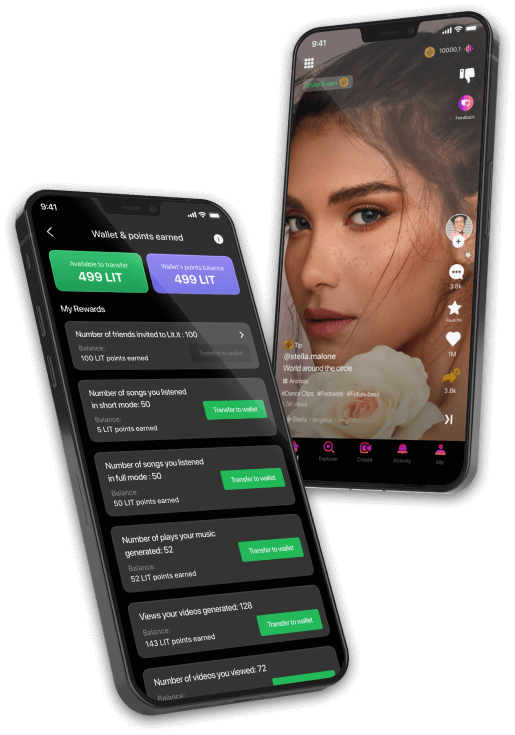 9:41
Wallet & points earned
Available to transfer
499 LIT
Wallet's points balance
499 LIT
My Rewards
Number of friends invited to Lit.it : 100
Balance:
100 LIT points earned
Transfer to wallet
Number of songs you listened
in short mode: 50
Balance:
5 LIT points earned
Transfer to wallet
Number of songs you listened
in full mode : 50
Balance:
50 LIT points earned
Transfer to wallet
Number of plays your music
generated: 52
Balance:
52 LIT points earned
Transfer to wallet
Views your videos generated: 128
Balance:
143 LIT points earned
Transfer to wallet
Number of videos you viewed: 72
Balance:
9:41
10000,1
Feedback
3.8k
Favorite
1M
3.8k
Tip
@stella.malone
World around the circle
#Dance Clips #Footwork #Future bass
views
Stella - original
Explorer
Create
Activity
Me